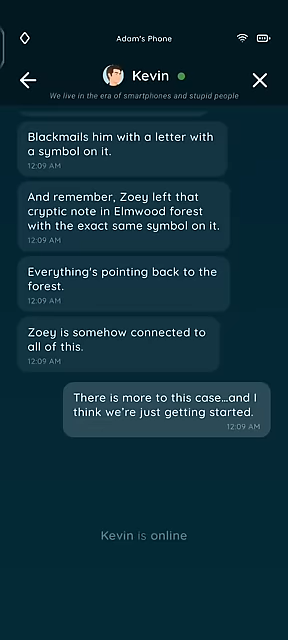 Adam's Phone
Kevin
We live in the era of smartphones and stupid people
Blackmails him with a letter with
a symbol on it.
12:09 AM
And remember, Zoey left that
cryptic note in Elmwood forest
with the exact same symbol on it.
12:09 AM
Everything's pointing back to the
forest.
12:09 AM
Zoey is somehow connected to
all of this.
12:09 AM
There is more to this case...and I
think we're just getting started.
12:09 AM
Kevin is online